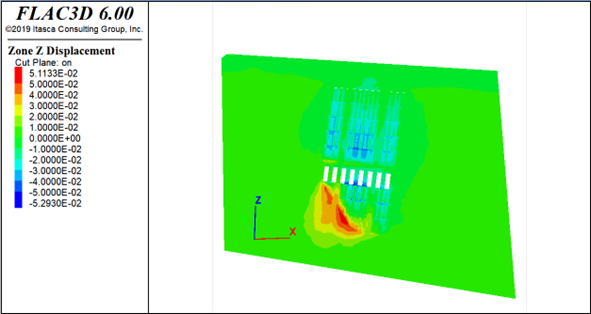 FLAC3D 6.00
©2019 Itasca Consulting Group, Inc.
Zone Z Displacement
Cut Plane: on
5.1133E-02
5.0000E-02
4.0000E-02
3.0000E-02
2.0000E-02
1.0000E-02
0.0000E+00
-1.0000E-02
-2.0000E-02
-3.0000E-02
-4.0000E-02
-5.0000E-02
-5.2930E-02
Z
X